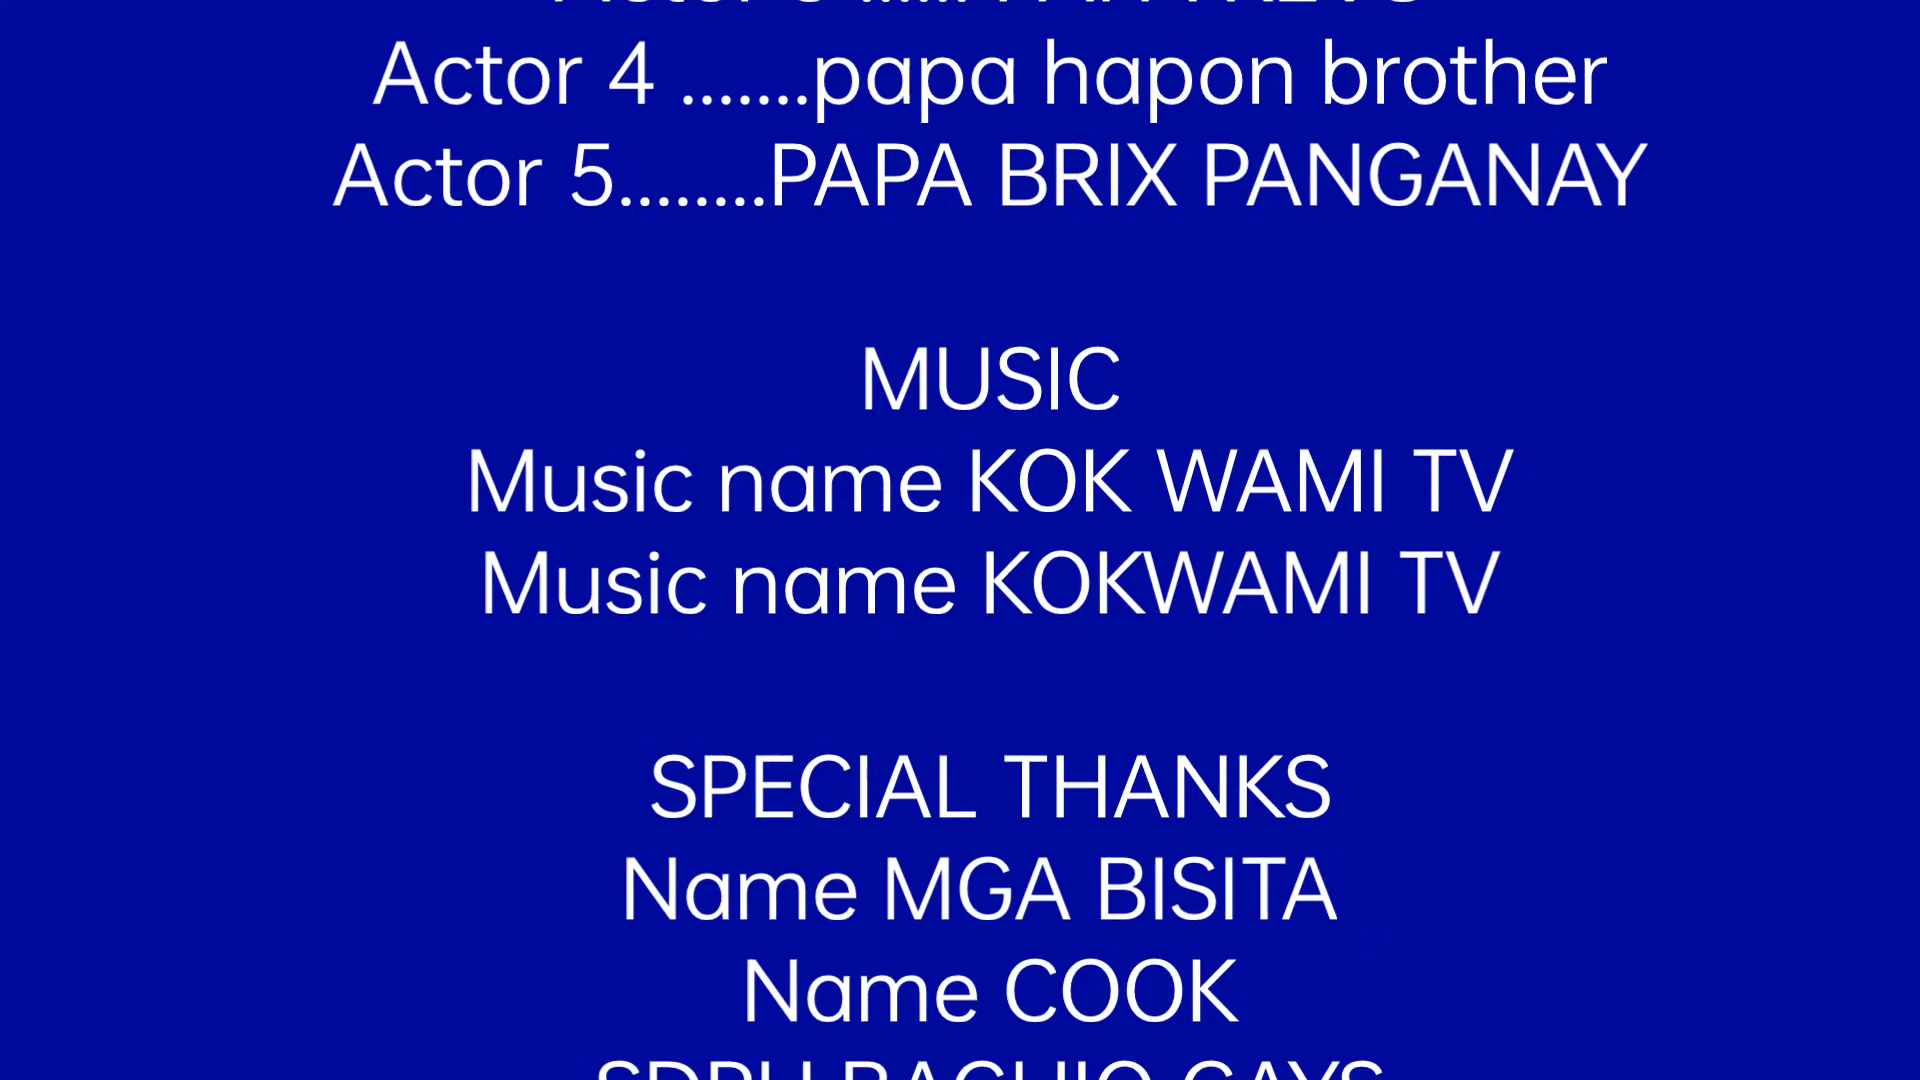 Actor 4 .......papa hapon brother
Actor 5........PAPA BRIX PANGANAY
MUSIC
Music name KOK WAMI TV
Music name KOKWAMI TV
SPECIAL THANKS
Name MGA BISITA
Name COOK